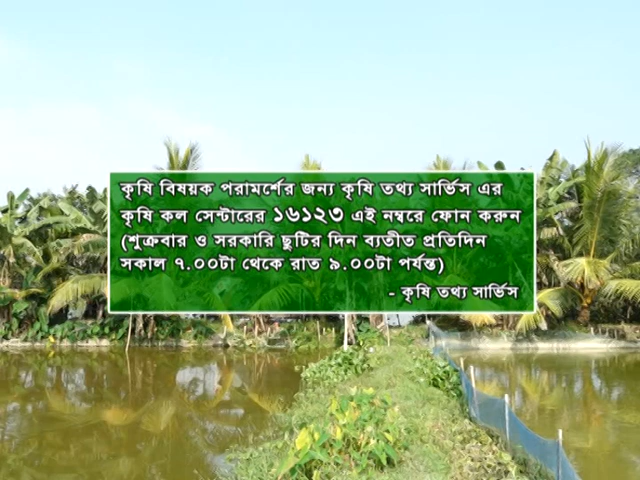 কৃষি বিষয়ক পরামর্শের জন্য কৃষি তথ্য সার্ভিস এর
কৃষি কল সেন্টারের ১৬১২৩ এই নম্বরে ফোন করুন
(শুক্রবার ও সরকারি ছুটির দিন ব্যতীত প্রতিদিন
সকাল ৭.০০টা থেকে রাত ৯.০০টা পর্যন্ত)
- কৃষি তথ্য সার্ভিস